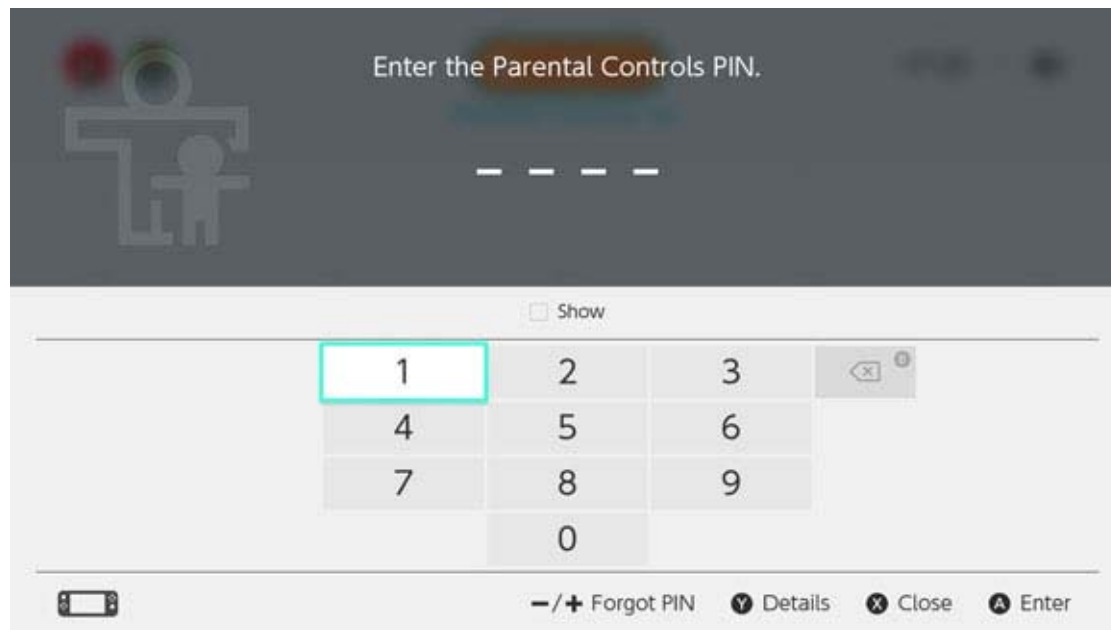 Enter the Parental Controls PIN.
Show
1 2 3
4 5 6
7 8 9
0
−/+ Forgot PIN Y Details X Close A Enter